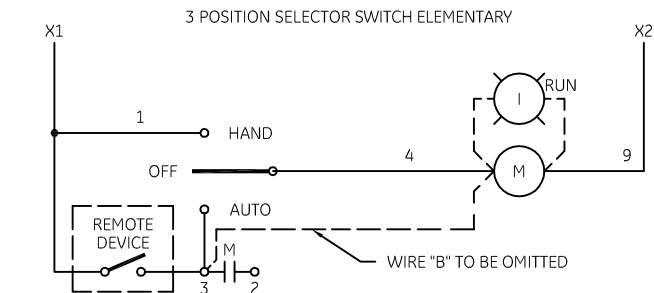 3 POSITION SELECTOR SWITCH ELEMENTARY
X1
X2
RUN
I
1
HAND
OFF
4
M
9
AUTO
REMOTE
DEVICE
M
WIRE "B" TO BE OMITTED
3
2